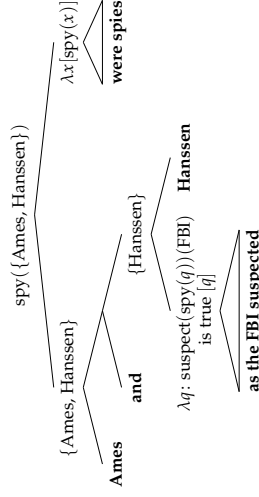 spy({Ames, Hanssen})
{Ames, Hanssen}
λx[spy(x)]
Ames
and
{Hanssen}
were spies
λq: suspect(spy(q))(FBI)
is true [q]
Hanssen
as the FBI suspected